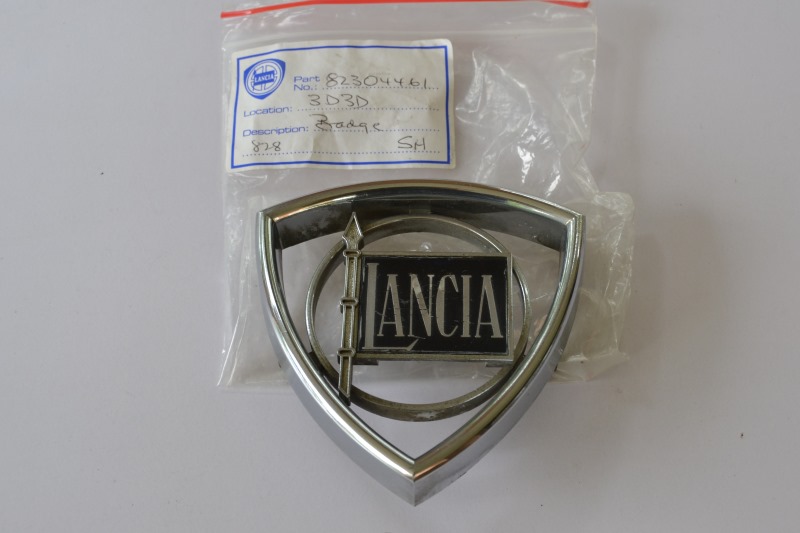 LANCIA
Part
No.: 82304461
Location: 3D3D
Description: Badge
828 SH
LANCIA